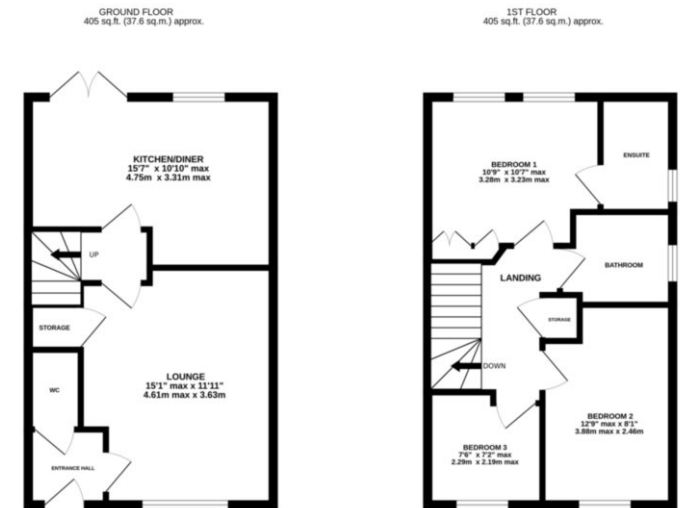 GROUND FLOOR
405 sq.ft. (37.6 sq.m.) approx.
KITCHEN/DINER
15'7" x 10'10" max
4.75m x 3.31m max
UP
STORAGE
LOUNGE
15'1" max x 11'11"
4.61m max x 3.63m
WC
ENTRANCE HALL
1ST FLOOR
405 sq.ft. (37.6 sq.m.) approx.
BEDROOM 1
10'9" x 10'7" max
3.28m x 3.23m max
ENSUITE
BATHROOM
LANDING
STORAGE
DOWN
BEDROOM 2
12'9" max x 8'1"
3.88m max x 2.46m
BEDROOM 3
7'6" x 7'2" max
2.29m x 2.19m max